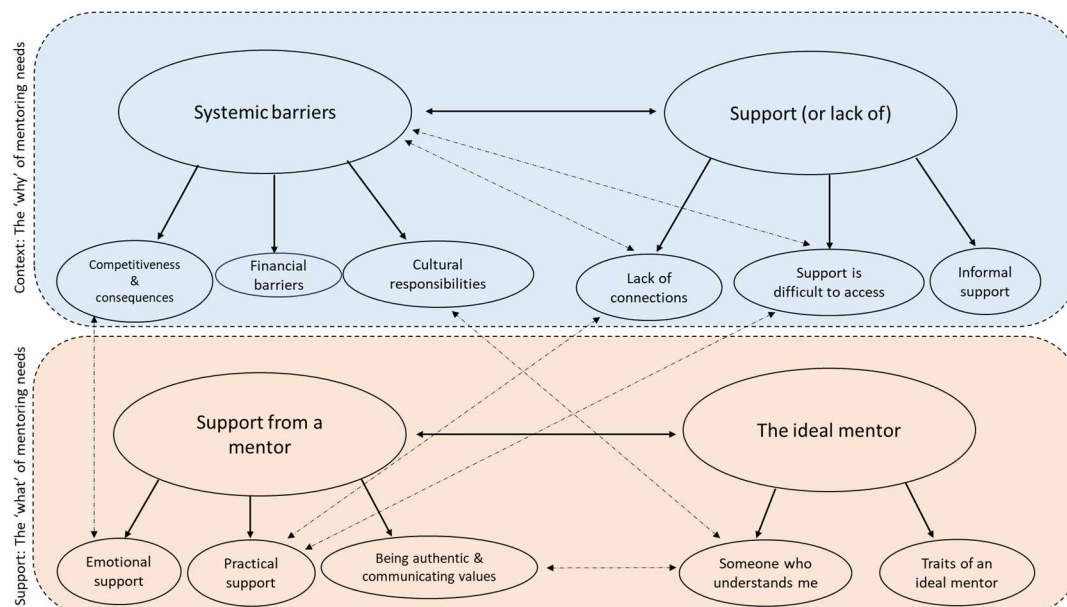 Context: The ‘why’ of mentoring needs
Systemic barriers
Support (or lack of)
Competitiveness
&
consequences
Financial
barriers
Cultural
responsibilities
Lack of
connections
Support is
difficult to access
Informal
support
Support: The ‘what’ of mentoring needs
Support from a
mentor
The ideal mentor
Emotional
support
Practical
support
Being authentic &
communicating values
Someone who
understands me
Traits of an
ideal mentor